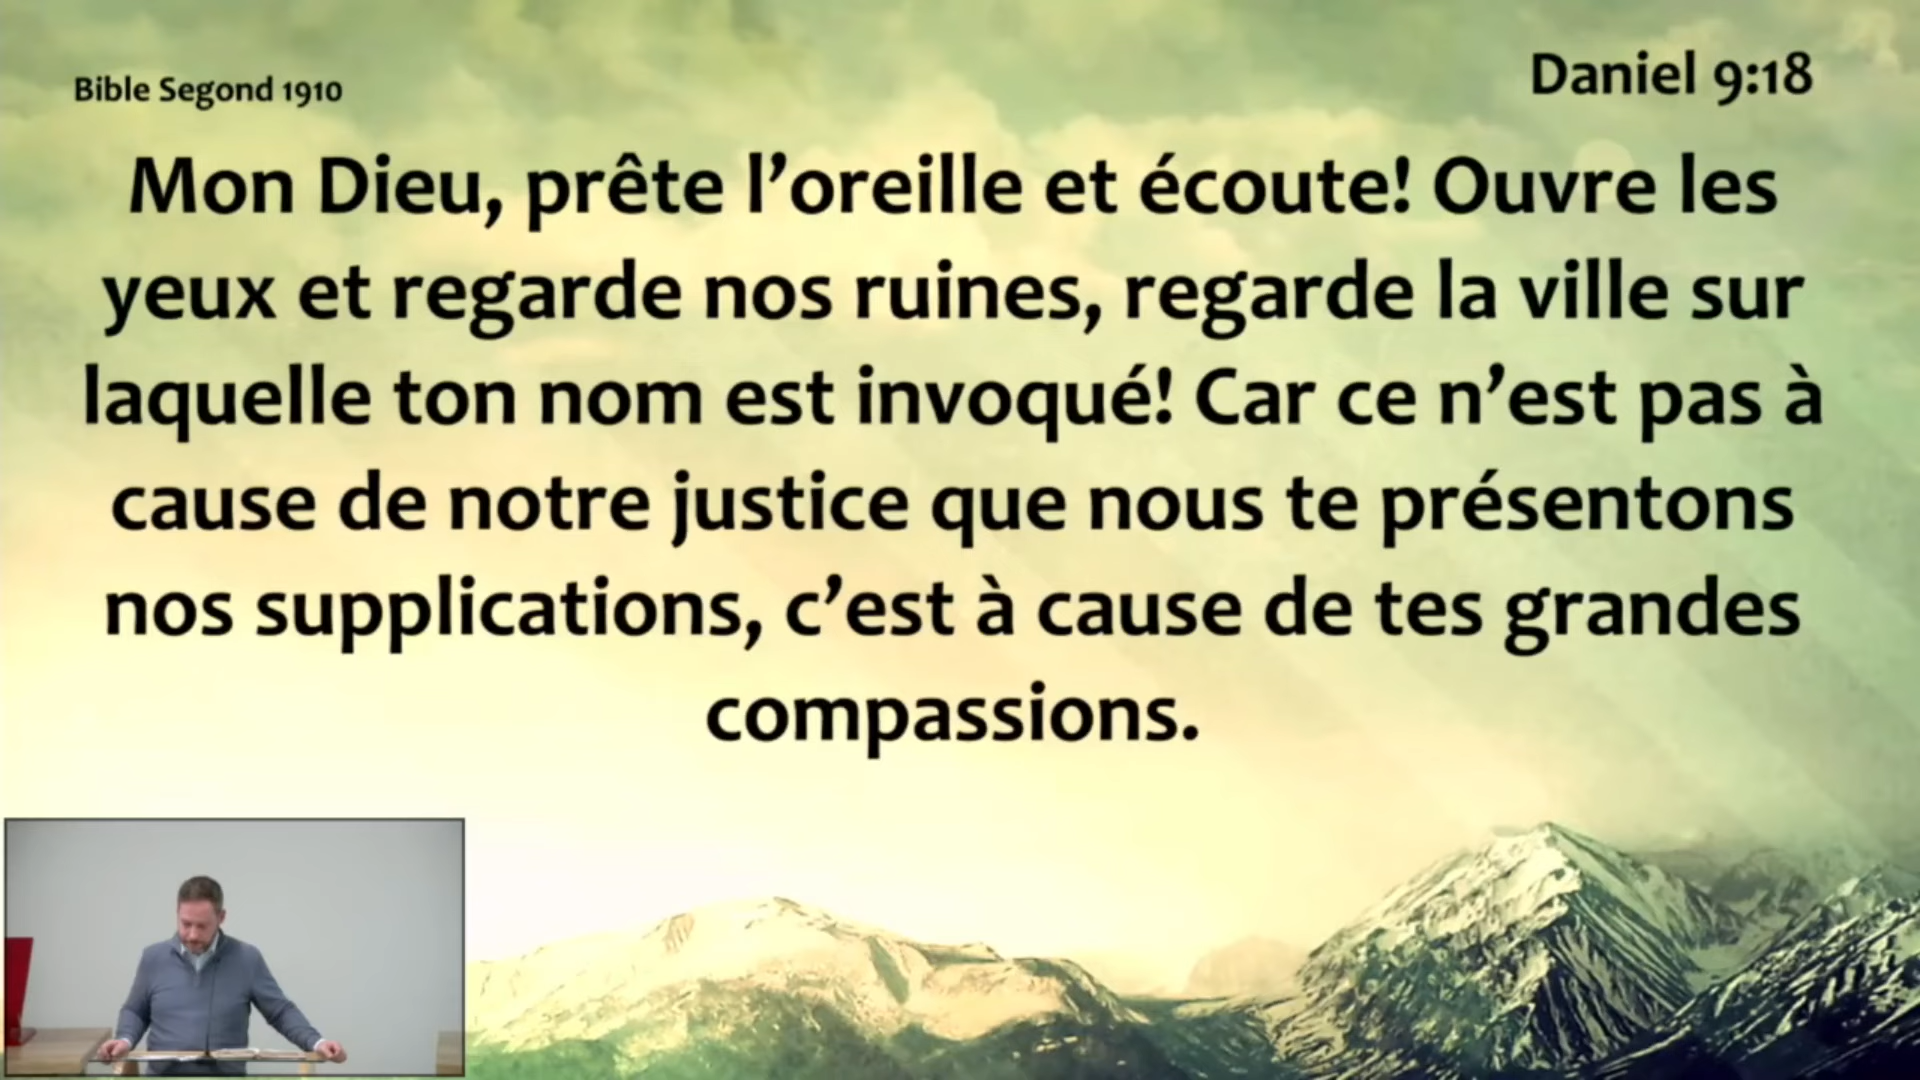 Bible Segond 1910
Daniel 9:18
Mon Dieu, prête l’oreille et écoute! Ouvre les
yeux et regarde nos ruines, regarde la ville sur
laquelle ton nom est invoqué! Car ce n’est pas à
cause de notre justice que nous te présentons
nos supplications, c’est à cause de tes grandes
compassions.